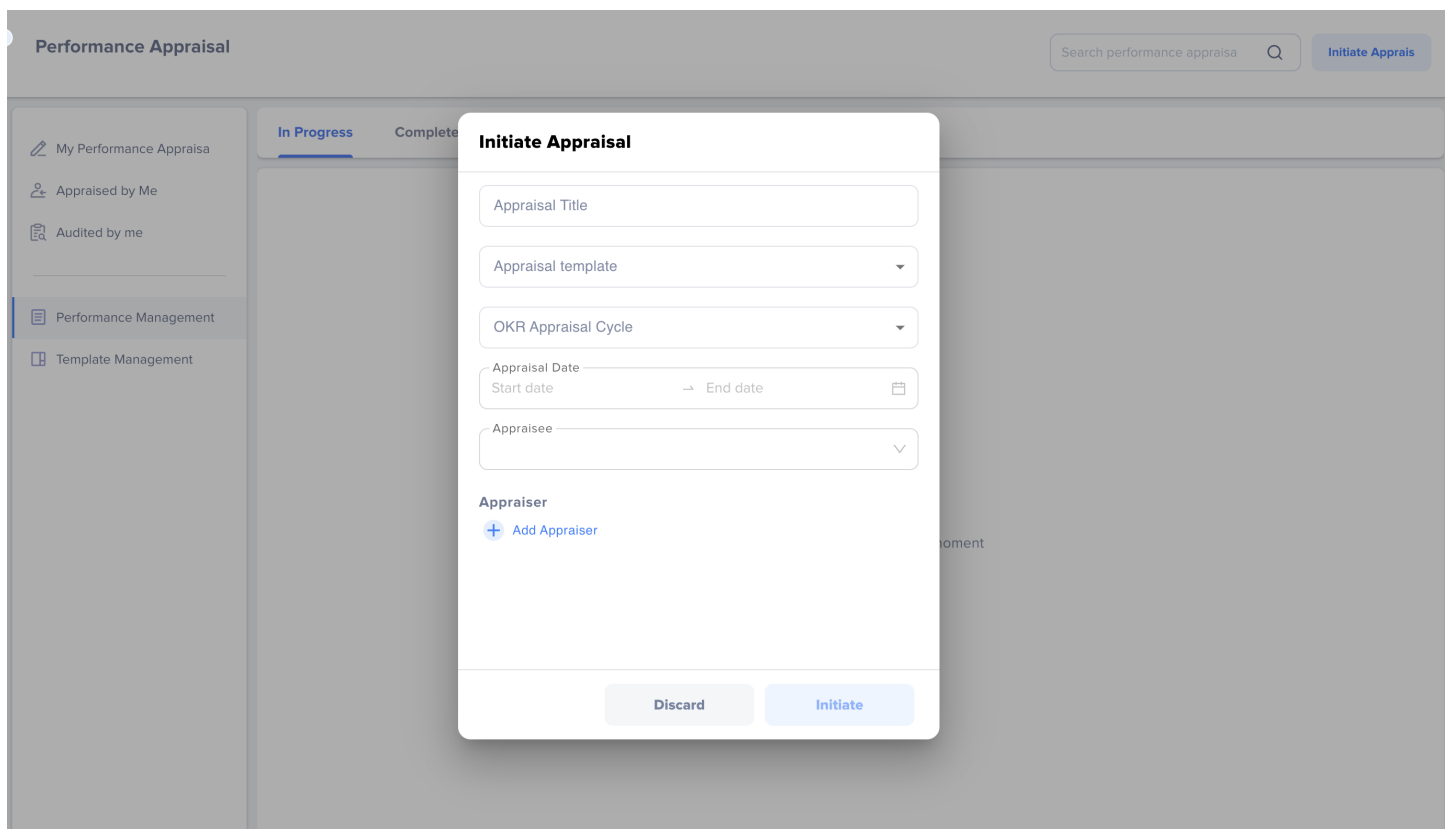 Performance Appraisal
Search performance appraisa
Initiate Apprais
My Performance Appraisa
Appraised by Me
Audited by me
Performance Management
Template Management
In Progress
Complete
Initiate Appraisal
Appraisal Title
Appraisal template
OKR Appraisal Cycle
Appraisal Date
Start date → End date
Appraisee
Appraiser
+ Add Appraiser
oment
Discard
Initiate